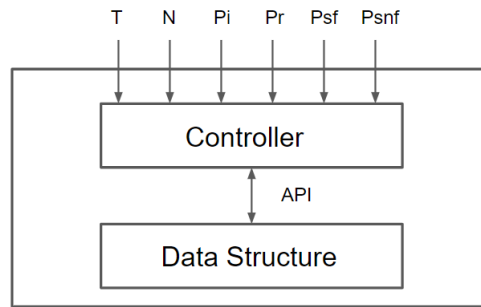 T N Pi Pr Psf Psnf
Controller
API
Data Structure